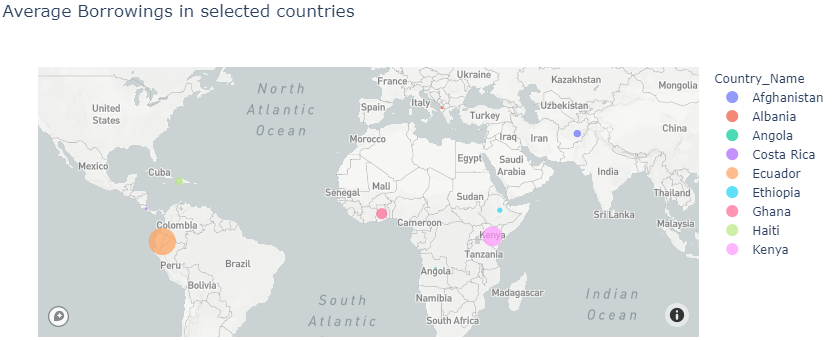 Average Borrowings in selected countries
Country_Name
Afghanistan
Albania
Angola
Costa Rica
Ecuador
Ethiopia
Ghana
Haiti
Kenya
Ukraine
Kazakhstan
Mongolia
France
North
Atlantic
Ocean
United
States
Spain
Italy
Uzbekistan
Turkey
China
Morocco
Iraq
Iran
Mexico
Cuba
Egypt
Saudi
Arabia
India
Senegal
Mali
Sudan
Thailand
Sri Lanka
Colombia
Cameroon
Malaysia
Kenya
Tanzania
Peru
Brazil
Angola
Bolivia
Madagascar
Namibia
South
Atlantic
Indian
Ocean
South Africa